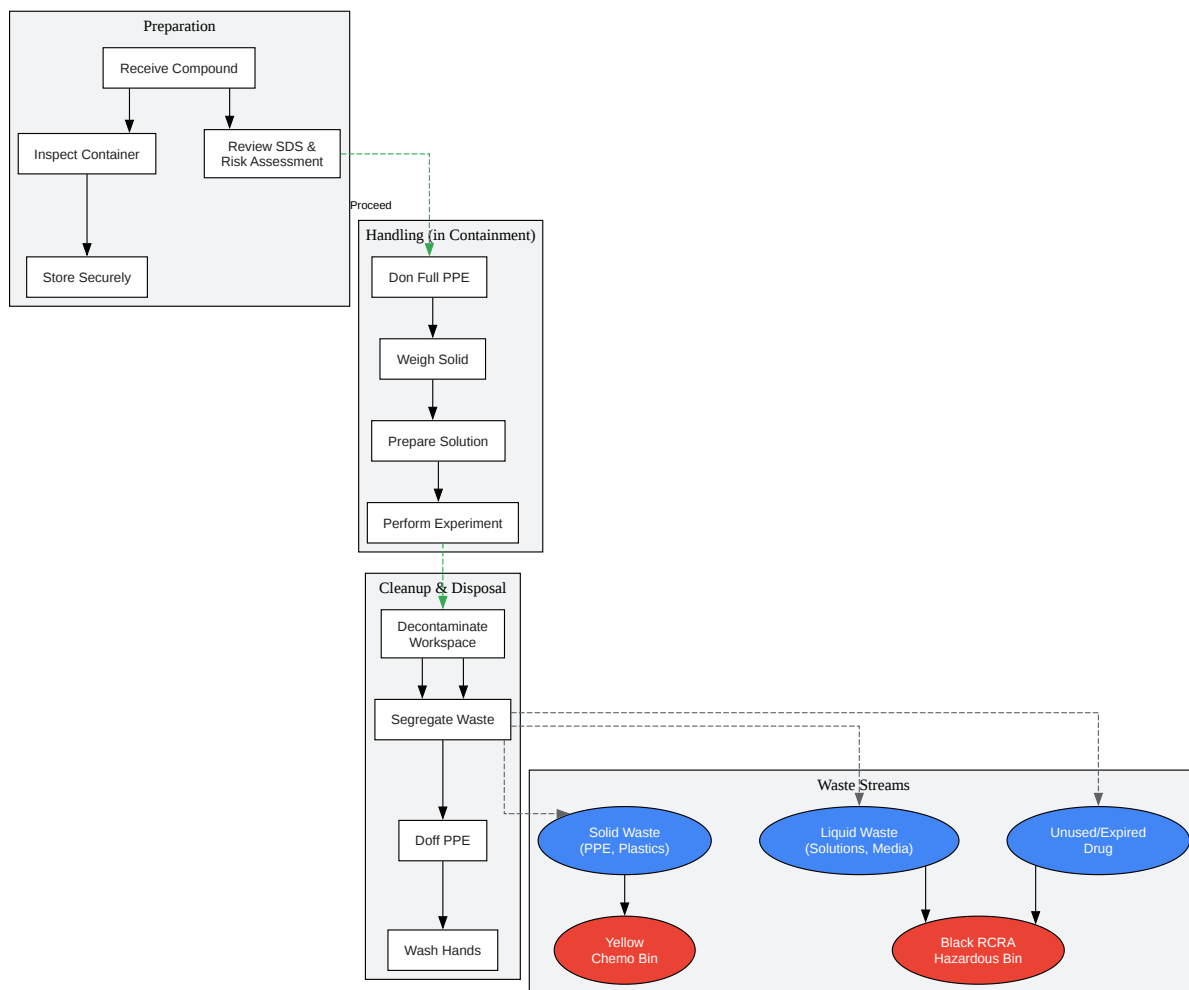 Preparation
Receive Compound
Inspect Container
Review SDS &
Risk Assessment
Proceed
Store Securely
Handling (in Containment)
Don Full PPE
Weigh Solid
Prepare Solution
Perform Experiment
Cleanup & Disposal
Decontaminate
Workspace
Segregate Waste
Doff PPE
Wash Hands
Waste Streams
Solid Waste
(PPE, Plastics)
Liquid Waste
(Solutions, Media)
Unused/Expired
Drug
Yellow
Chemo Bin
Black RCRA
Hazardous Bin